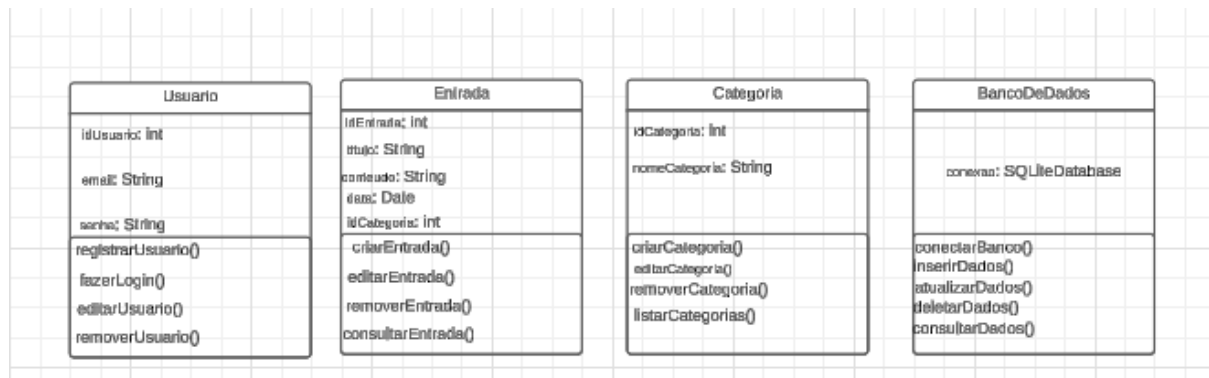 Usuario
idUsuario: int
email: String
senha: String
registrarUsuario()
fazerLogin()
editarUsuario()
removerUsuario()
Entrada
idEntrada: int
titulo: String
conteudo: String
data: Date
idCategoria: int
criarEntrada()
editarEntrada()
removerEntrada()
consultarEntrada()
Categoria
idCategoria: int
nomeCategoria: String
criarCategoria()
editarCategoria()
removerCategoria()
listarCategorias()
BancoDeDados
conexao: SQLiteDatabase
conectarBanco()
inserirDados()
atualizarDados()
deletarDados()
consultarDados()